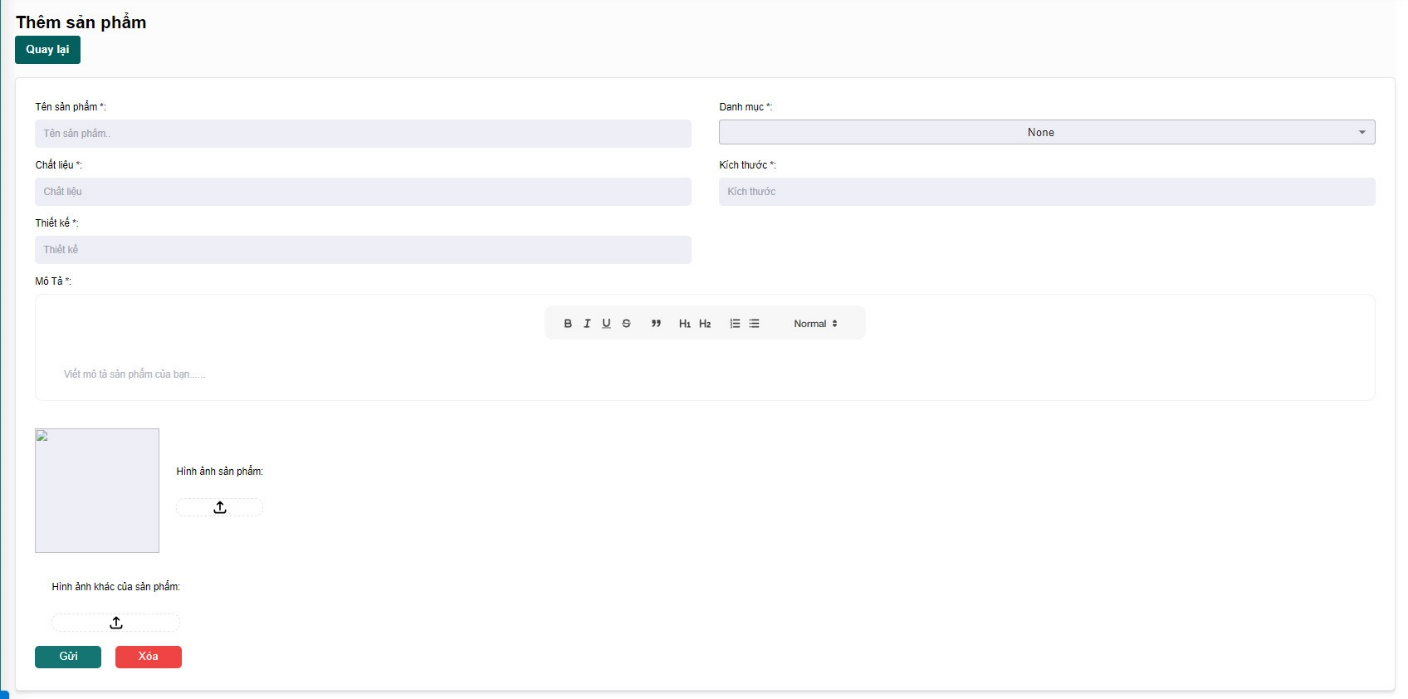 Thêm sản phẩm
Quay lại
Tên sản phẩm *:
Danh mục *:
Tên sản phẩm..
None
Chất liệu *:
Kích thước *:
Chất liệu
Kích thước
Thiết kế *:
Thiết kế
Mô Tả *:
B I U S ” H1 H2 Normal
Viết mô tả sản phẩm của bạn......
Hình ảnh sản phẩm:
Hình ảnh khác của sản phẩm:
Gửi Xóa